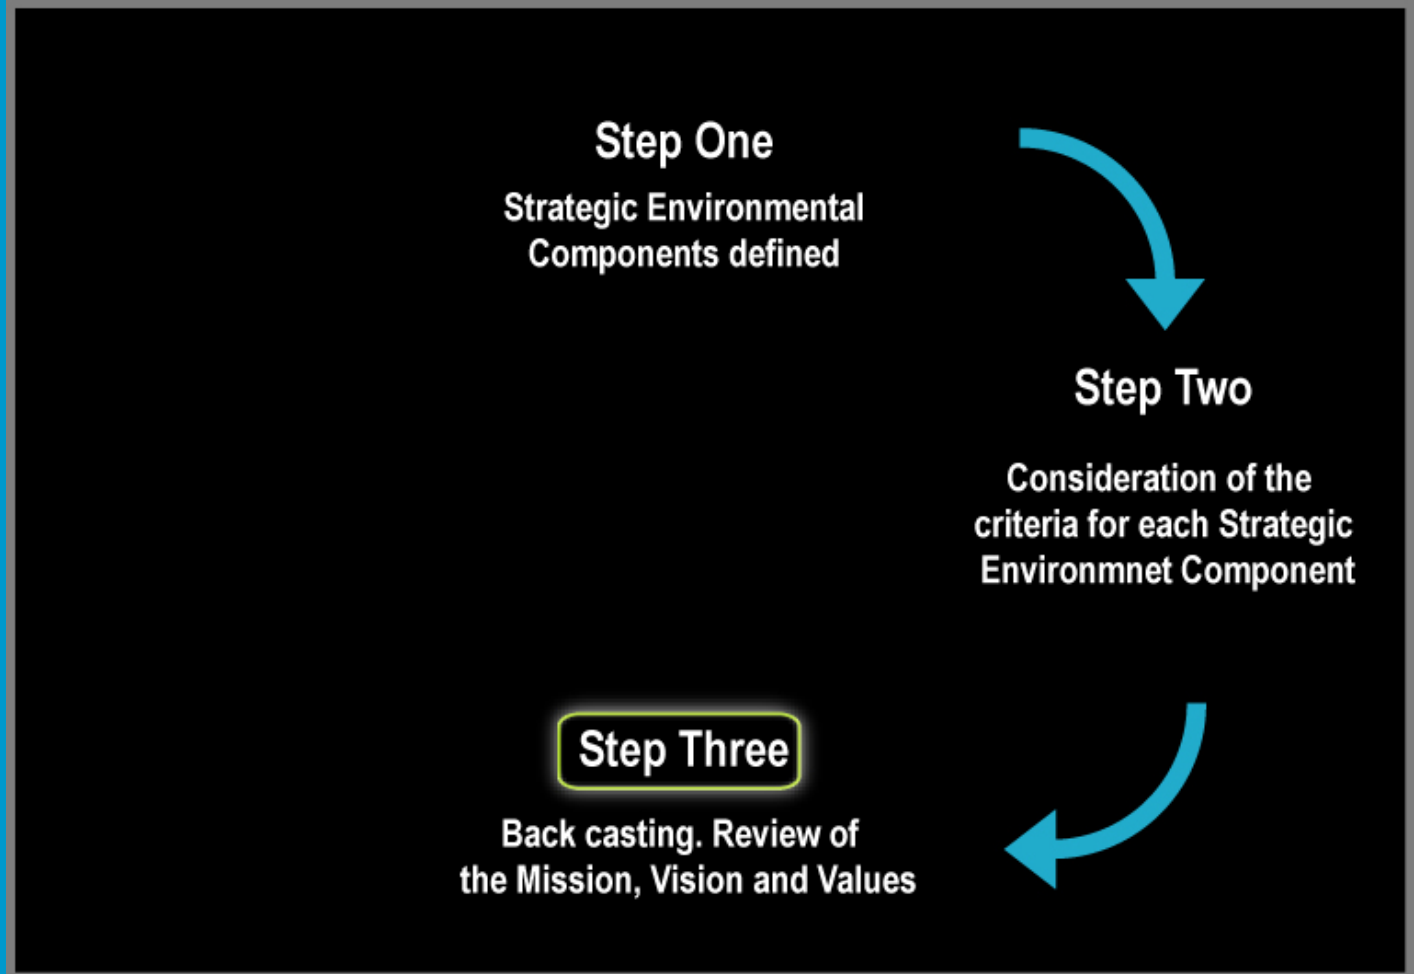 Step One
Strategic Environmental
Components defined
Step Two
Consideration of the
criteria for each Strategic
Environmnet Component
Step Three
Back casting. Review of
the Mission, Vision and Values